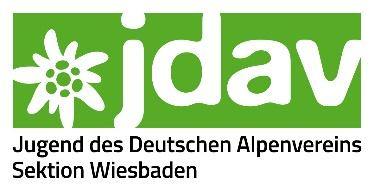 jdav
Jugend des Deutschen Alpenvereins
Sektion Wiesbaden